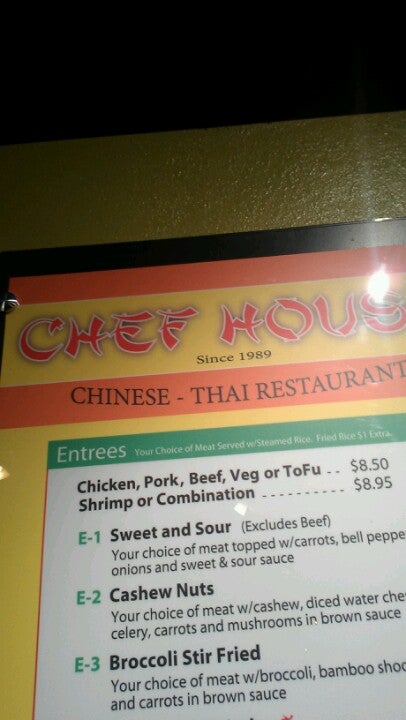 CHEF HOUS
Since 1989
CHINESE - THAI RESTAURANT
Entrees Your Choice of Meat Served w/Steamed Rice. Fried Rice $1 Extra.
Chicken, Pork, Beef, Veg or ToFu .. $8.50
Shrimp or Combination ---------- $8.95
E-1 Sweet and Sour (Excludes Beef)
Your choice of meat topped w/carrots, bell peppe
onions and sweet & sour sauce
E-2 Cashew Nuts
Your choice of meat w/cashew, diced water che
celery, carrots and mushrooms in brown sauce
E-3 Broccoli Stir Fried
Your choice of meat w/broccoli, bamboo shoo
and carrots in brown sauce